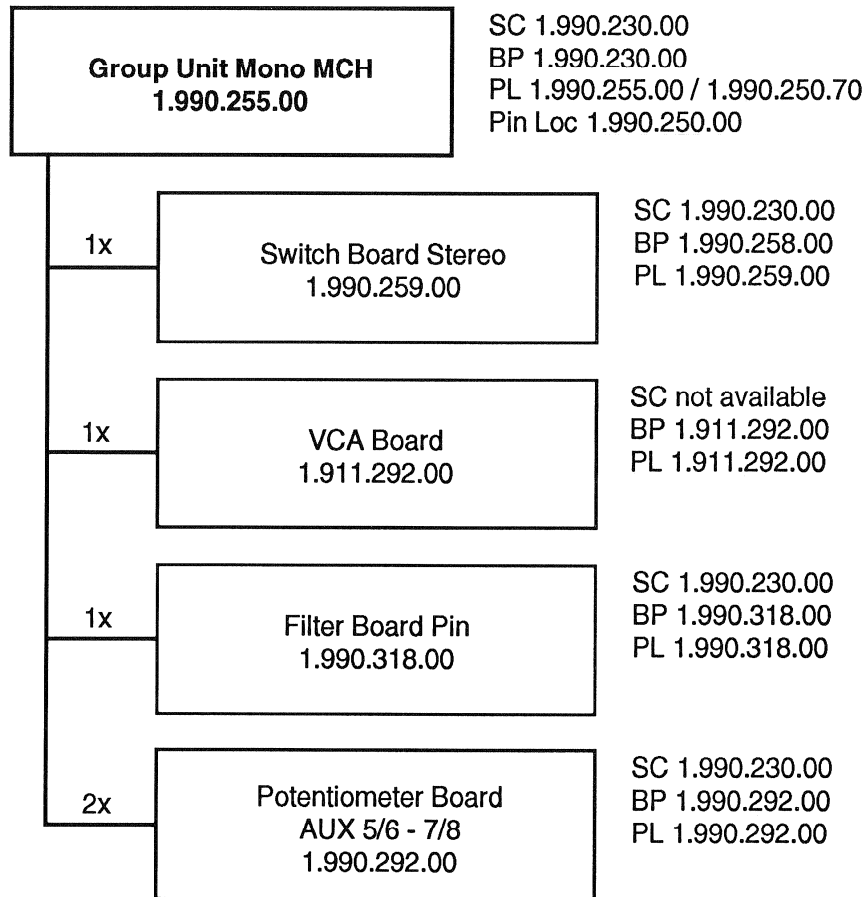 Group Unit Mono MCH
1.990.255.00
SC 1.990.230.00
BP 1.990.230.00
PL 1.990.255.00 / 1.990.250.70
Pin Loc 1.990.250.00
1x
Switch Board Stereo
1.990.259.00
SC 1.990.230.00
BP 1.990.258.00
PL 1.990.259.00
1x
VCA Board
1.911.292.00
SC not available
BP 1.911.292.00
PL 1.911.292.00
1x
Filter Board Pin
1.990.318.00
SC 1.990.230.00
BP 1.990.318.00
PL 1.990.318.00
2x
Potentiometer Board
AUX 5/6 - 7/8
1.990.292.00
SC 1.990.230.00
BP 1.990.292.00
PL 1.990.292.00